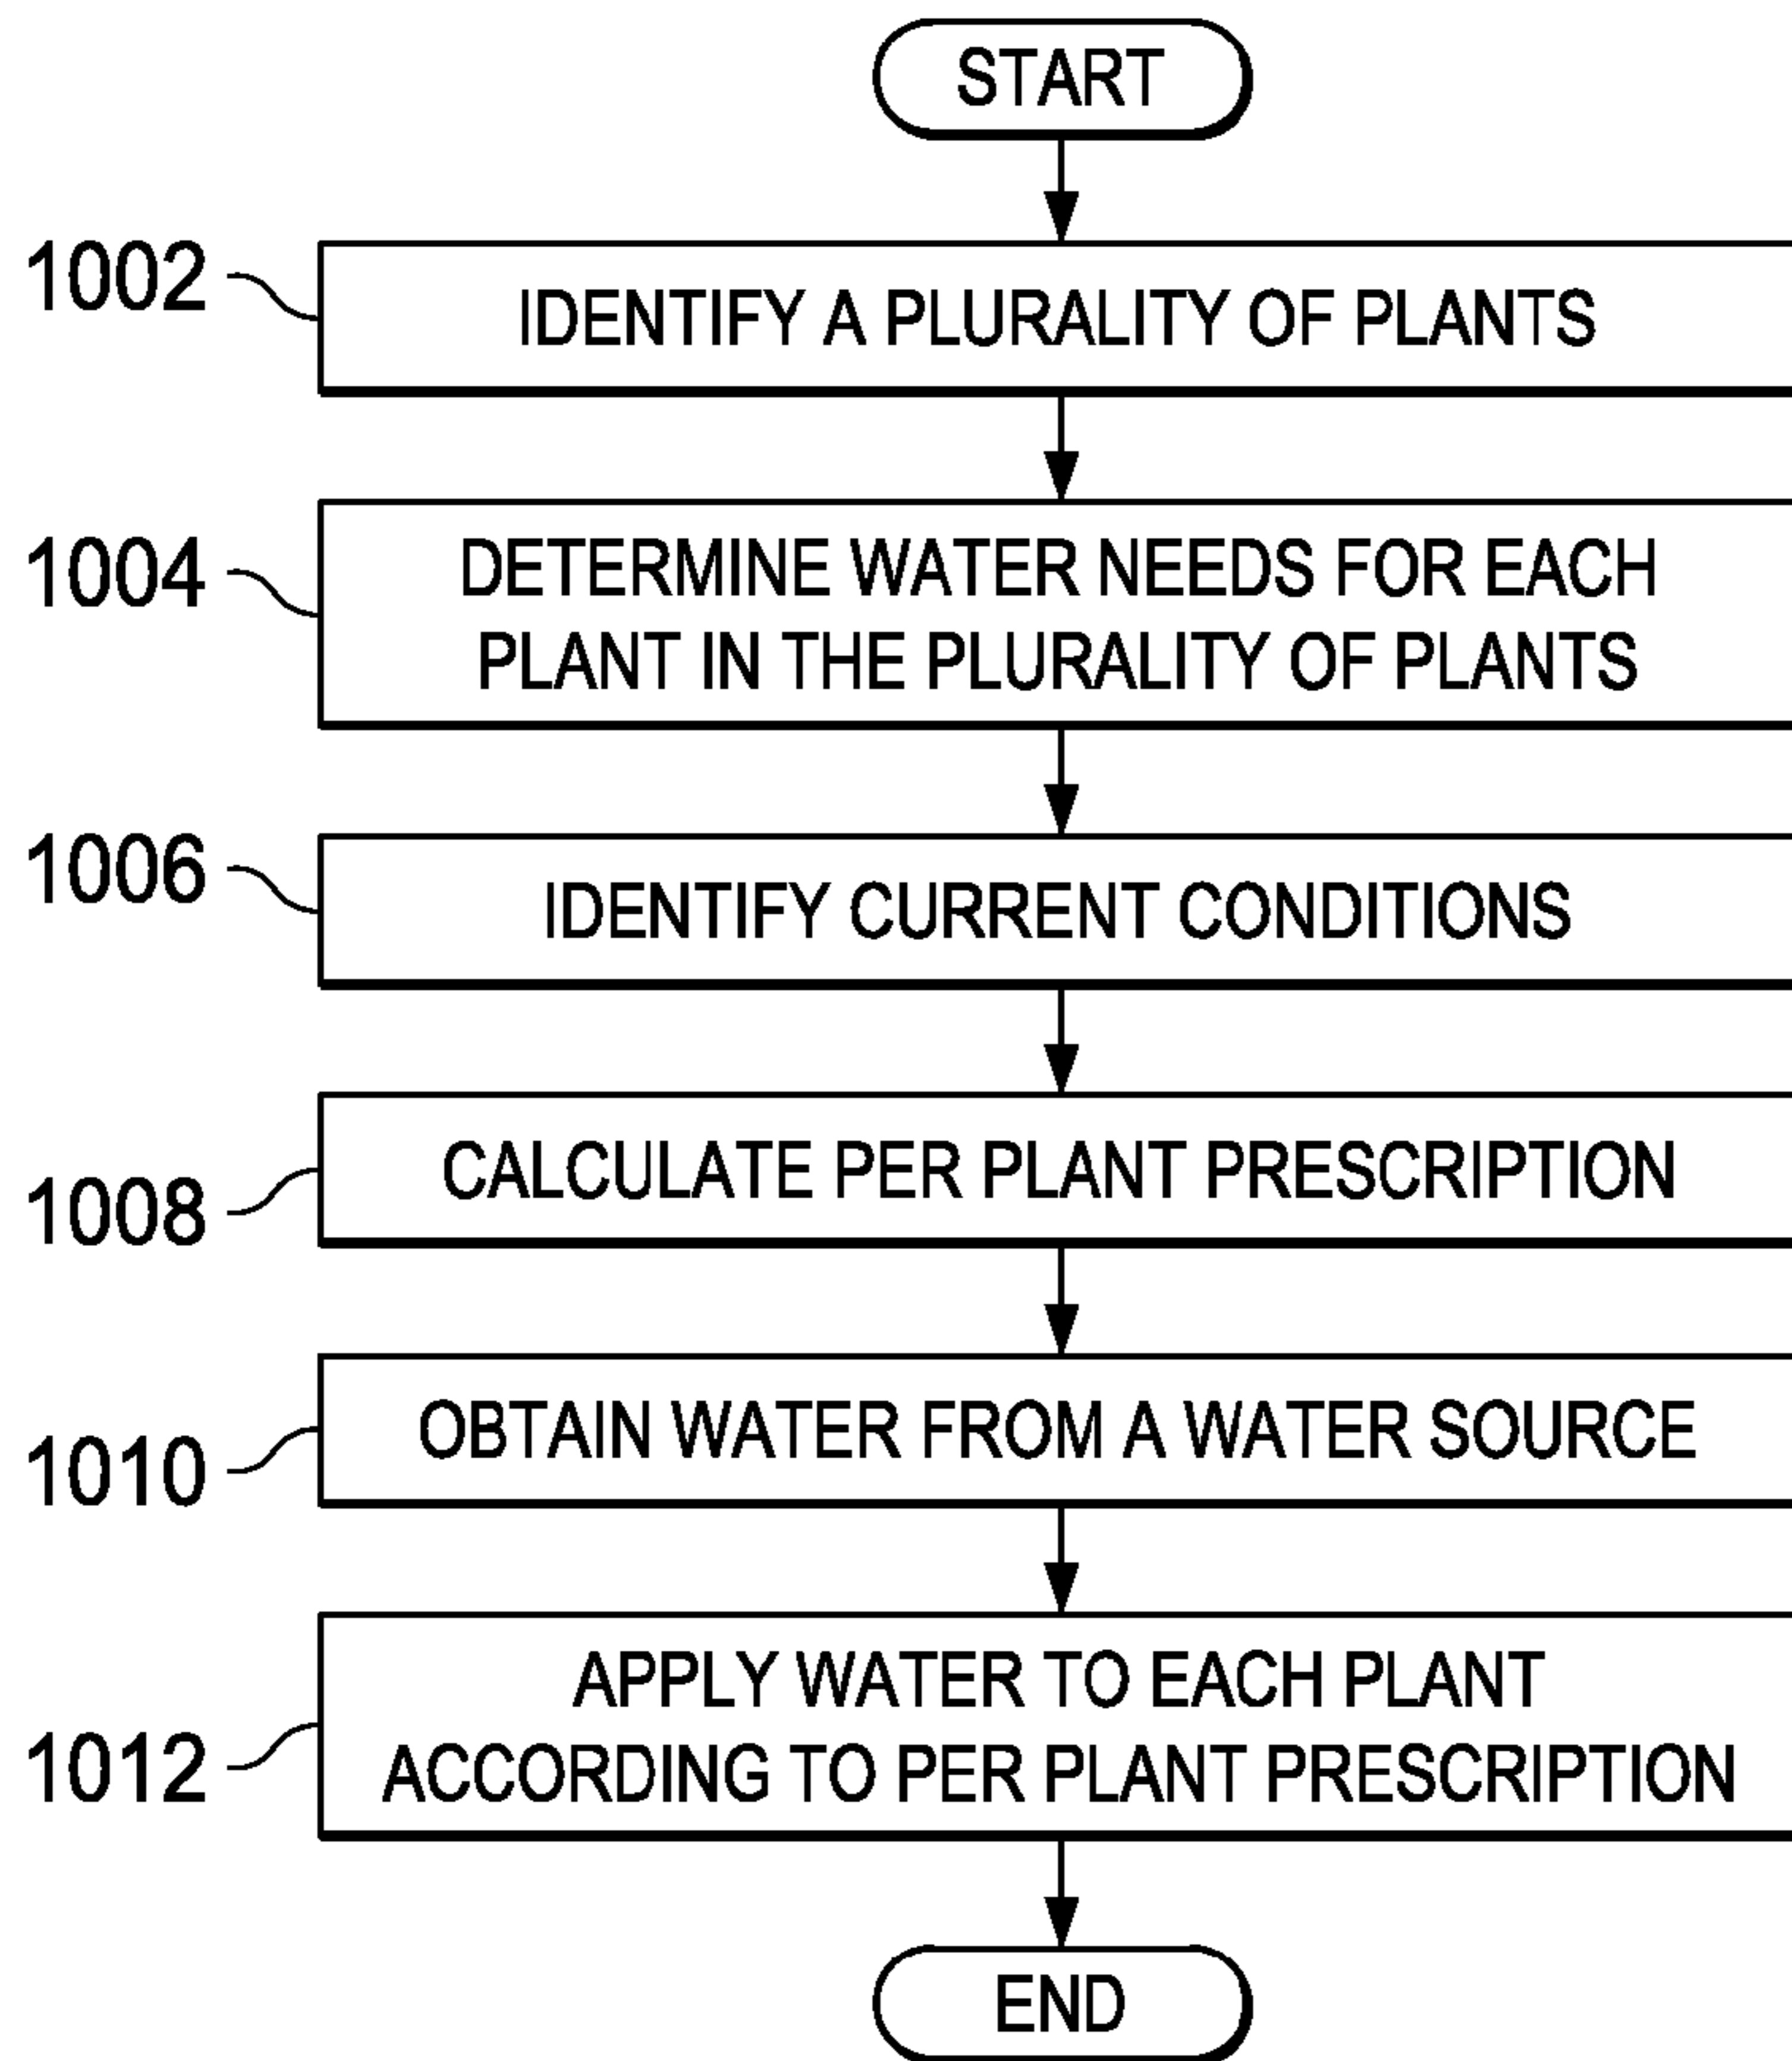 START
1002
IDENTIFY A PLURALITY OF PLANTS
1004
DETERMINE WATER NEEDS FOR EACH
PLANT IN THE PLURALITY OF PLANTS
1006
IDENTIFY CURRENT CONDITIONS
1008
CALCULATE PER PLANT PRESCRIPTION
1010
OBTAIN WATER FROM A WATER SOURCE
1012
APPLY WATER TO EACH PLANT
ACCORDING TO PER PLANT PRESCRIPTION
END